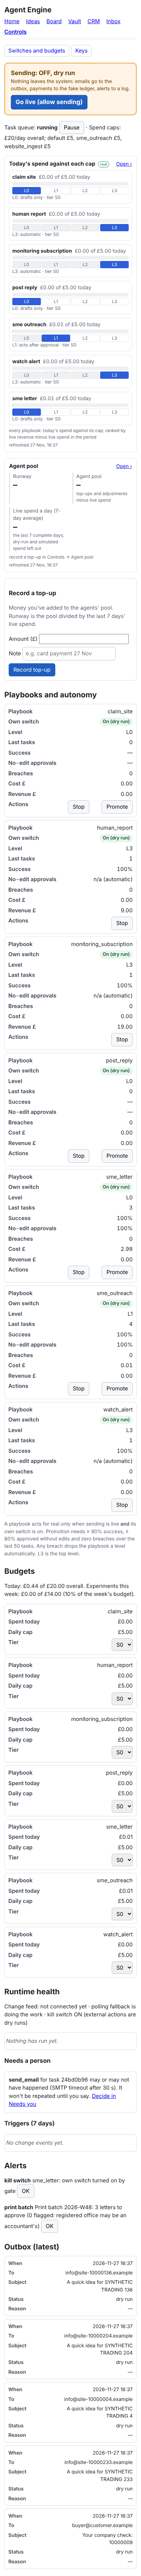 Agent Engine
Home Ideas Board Vault CRM Inbox
Controls
Switches and budgets Keys
Sending: OFF, dry run
Nothing leaves the system: emails go to the
outbox, payments to the fake ledger, alerts to a log.
Go live (allow sending)
Task queue: running Pause · Spend caps:
£20/day overall; default £5, sme_outreach £5,
website_ingest £5
Today's spend against each cap Open ›
claim site £0.00 of £5.00 today
L0 L1 L2 L3
L0: drafts only · tier S0
human report £0.00 of £5.00 today
L0 L1 L2 L3
L3: automatic · tier S0
monitoring subscription £0.00 of £5.00 today
L0 L1 L2 L3
L3: automatic · tier S0
post reply £0.00 of £5.00 today
L0 L1 L2 L3
L0: drafts only · tier S0
sme outreach £0.01 of £5.00 today
L0 L1 L2 L3
L1: acts after approval · tier S0
watch alert £0.00 of £5.00 today
L0 L1 L2 L3
L3: automatic · tier S0
sme letter £0.01 of £5.00 today
L0 L1 L2 L3
L0: drafts only · tier S0
every playbook: today's spend against its cap; ranked by
live revenue minus live spend in the period
refreshed 27 Nov, 16:37
Agent pool Open ›
Runway
—
Agent pool
—
top-ups and adjustments
minus live spend
Live spend a day (7-
day average)
—
the last 7 complete days;
dry-run and simulated
spend left out
record a top-up in Controls → Agent pool
refreshed 27 Nov, 16:37
Record a top-up
Money you've added to the agents' pool.
Runway is the pool divided by the last 7 days'
live spend.
Amount (£)
Note e.g. card payment 27 Nov
Record top-up
Playbooks and autonomy
Playbook claim_site
Own switch On (dry run)
Level L0
Last tasks 0
Success —
No-edit approvals —
Breaches 0
Cost £ 0.00
Revenue £ 0.00
Actions Stop Promote
Playbook human_report
Own switch On (dry run)
Level L3
Last tasks 1
Success 100%
No-edit approvals n/a (automatic)
Breaches 0
Cost £ 0.00
Revenue £ 9.00
Actions Stop
Playbook monitoring_subscription
Own switch On (dry run)
Level L3
Last tasks 1
Success 100%
No-edit approvals n/a (automatic)
Breaches 0
Cost £ 0.00
Revenue £ 19.00
Actions Stop
Playbook post_reply
Own switch On (dry run)
Level L0
Last tasks 0
Success —
No-edit approvals —
Breaches 0
Cost £ 0.00
Revenue £ 0.00
Actions Stop Promote
Playbook sme_letter
Own switch On (dry run)
Level L0
Last tasks 3
Success 100%
No-edit approvals 100%
Breaches 0
Cost £ 2.98
Revenue £ 0.00
Actions Stop Promote
Playbook sme_outreach
Own switch On (dry run)
Level L1
Last tasks 4
Success 100%
No-edit approvals 100%
Breaches 0
Cost £ 0.01
Revenue £ 0.00
Actions Stop Promote
Playbook watch_alert
Own switch On (dry run)
Level L3
Last tasks 1
Success 100%
No-edit approvals n/a (automatic)
Breaches 0
Cost £ 0.00
Revenue £ 0.00
Actions Stop
A playbook acts for real only when sending is live and its
own switch is on. Promotion needs ≥ 90% success, ≥
80% approved without edits and zero breaches over the
last 50 tasks. Any breach drops the playbook a level
automatically. L3 is the top level.
Budgets
Today: £0.44 of £20.00 overall. Experiments this
week: £0.00 of £14.00 (10% of the week's budget).
Playbook claim_site
Spent today £0.00
Daily cap £5.00
Tier S0
Playbook human_report
Spent today £0.00
Daily cap £5.00
Tier S0
Playbook monitoring_subscription
Spent today £0.00
Daily cap £5.00
Tier S0
Playbook post_reply
Spent today £0.00
Daily cap £5.00
Tier S0
Playbook sme_letter
Spent today £0.01
Daily cap £5.00
Tier S0
Playbook sme_outreach
Spent today £0.01
Daily cap £5.00
Tier S0
Playbook watch_alert
Spent today £0.00
Daily cap £5.00
Tier S0
Runtime health
Change feed: not connected yet · polling fallback is
doing the work · kill switch ON (external actions are
dry runs)
Nothing has run yet.
Needs a person
send_email for task 24bd0b96 may or may not
have happened (SMTP timeout after 30 s). It
won't be repeated until you say. Decide in
Needs you
Triggers (7 days)
No change events yet.
Alerts
kill switch sme_letter: own switch turned on by
gate OK
print batch Print batch 2026-W48: 3 letters to
approve (0 flagged: registered office may be an
accountant's) OK
Outbox (latest)
When 2026-11-27 16:37
To info@site-10000136.example
Subject A quick idea for SYNTHETIC
TRADING 136
Status dry run
Reason —
When 2026-11-27 16:37
To info@site-10000204.example
Subject A quick idea for SYNTHETIC
TRADING 204
Status dry run
Reason —
When 2026-11-27 16:37
To info@site-10000004.example
Subject A quick idea for SYNTHETIC
TRADING 4
Status dry run
Reason —
When 2026-11-27 16:37
To info@site-10000233.example
Subject A quick idea for SYNTHETIC
TRADING 233
Status dry run
Reason —
When 2026-11-27 16:37
To buyer@customer.example
Subject Your company check:
10000009
Status dry run
Reason —